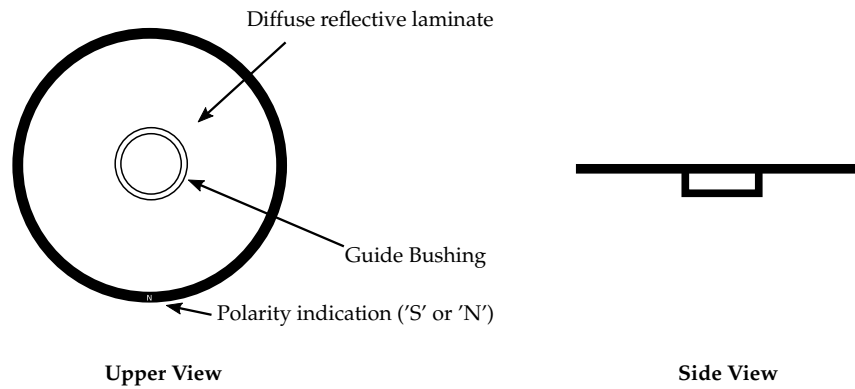 Diffuse reflective laminate
Guide Bushing
N
Polarity indication ('S' or 'N')
Upper View
Side View